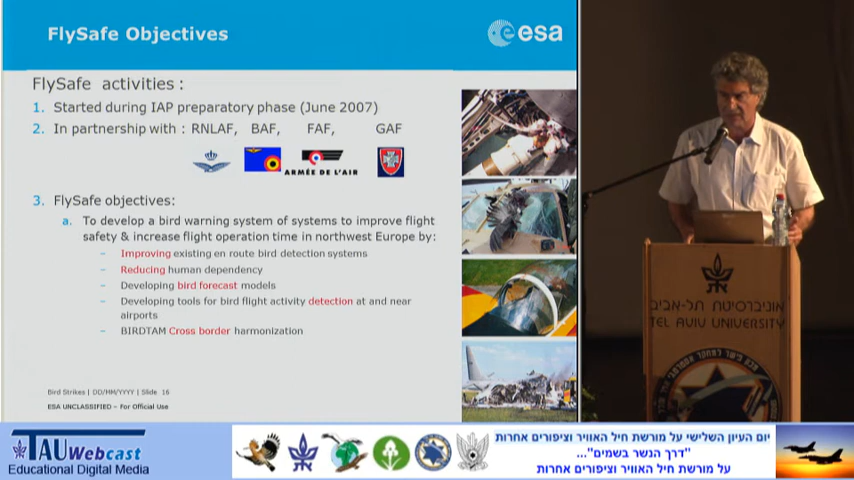 FlySafe Objectives
esa
FlySafe activities :
1. Started during IAP preparatory phase (June 2007)
2. In partnership with : RNLAF, BAF, FAF, GAF
ARMÉE DE L'AIR
3. FlySafe objectives:
a. To develop a bird warning system of systems to improve flight
safety & increase flight operation time in northwest Europe by:
– Improving existing en route bird detection systems
– Reducing human dependency
– Developing bird forecast models
– Developing tools for bird flight activity detection at and near
airports
– BIRDTAM Cross border harmonization
Bird Strikes | DD/MM/YYYY | Slide 16
ESA UNCLASSIFIED – For Official Use
אוניברסיטת תל-אביב
TEL AVIV UNIVERSITY
TAU Webcast
Educational Digital Media
יום העיון השלישי על מורשת חיל האוויר וציפורים אחרות
"דרך הנשר בשמים"...
על מורשת חיל האוויר וציפורים אחרות